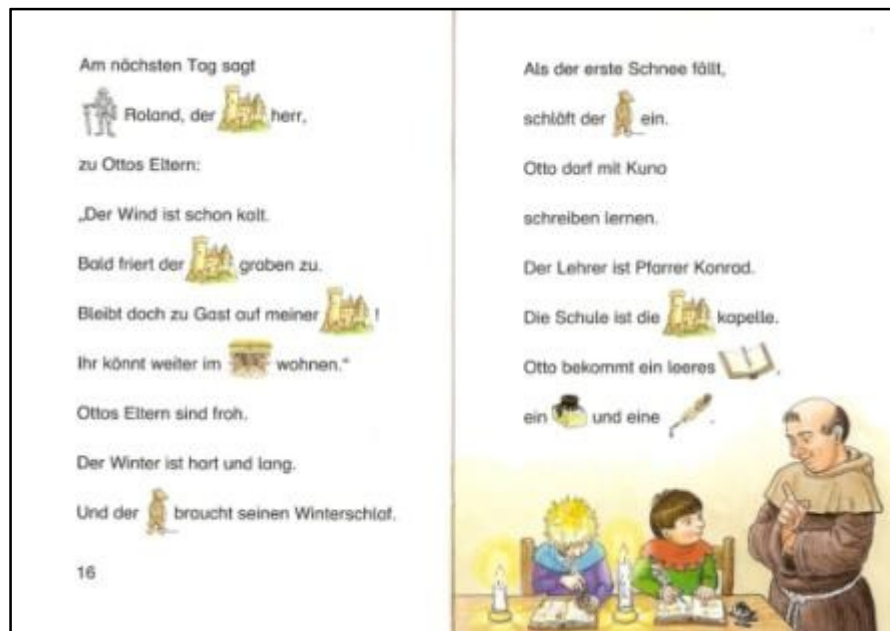 Am nächsten Tag sagt
Roland, der herr,
zu Ottos Eltern:
„Der Wind ist schon kalt.
Bald friert der graben zu.
Bleibt doch zu Gast auf meiner !
Ihr könnt weiter im wohnen.“
Ottos Eltern sind froh.
Der Winter ist hart und lang.
Und der braucht seinen Winterschlaf.
16
Als der erste Schnee fällt,
schläft der ein.
Otto darf mit Kuno
schreiben lernen.
Der Lehrer ist Pfarrer Konrad.
Die Schule ist die kapelle.
Otto bekommt ein leeres ,
ein und eine .